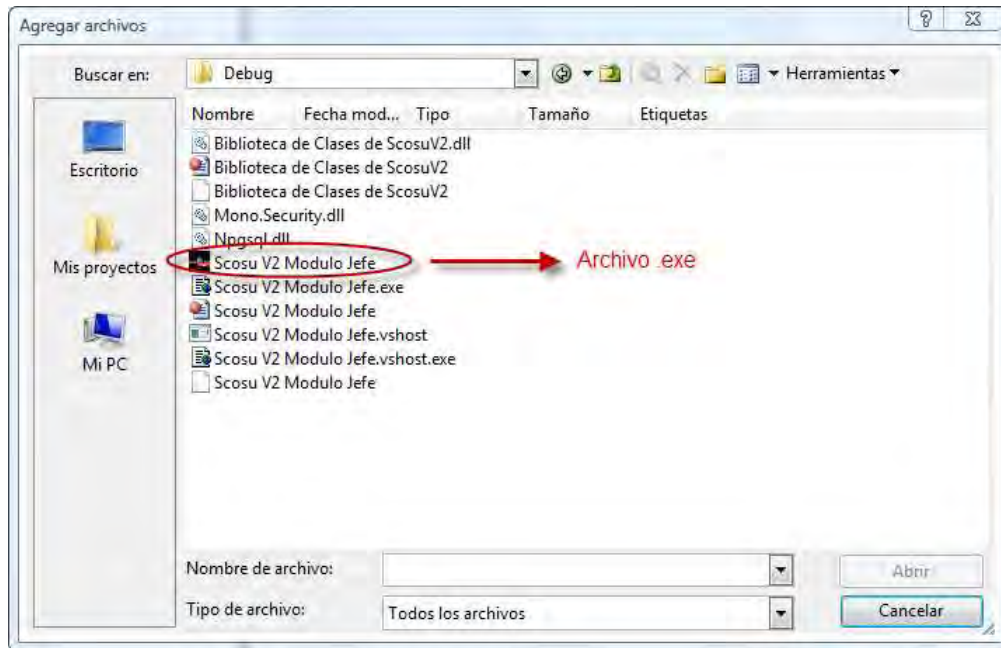 Agregar archivos
Buscar en:
Debug
Herramientas
Nombre Fecha mod... Tipo Tamaño Etiquetas
Escritorio
Mis proyectos
Mi PC
Biblioteca de Clases de ScosuV2.dll
Biblioteca de Clases de ScosuV2
Biblioteca de Clases de ScosuV2
Mono.Security.dll
Npgsql.dll
Scosu V2 Modulo Jefe
Archivo .exe
Scosu V2 Modulo Jefe.exe
Scosu V2 Modulo Jefe
Scosu V2 Modulo Jefe.vshost
Scosu V2 Modulo Jefe.vshost.exe
Scosu V2 Modulo Jefe
Nombre de archivo:
Abrir
Tipo de archivo:
Todos los archivos
Cancelar